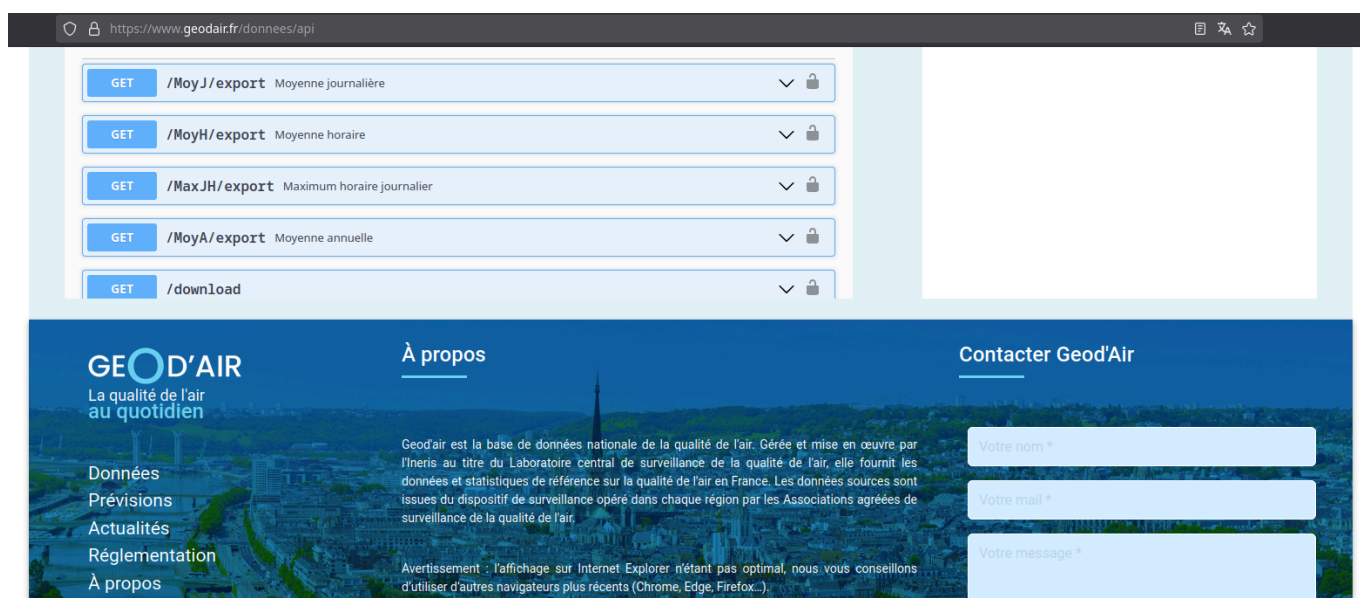 https://www.geodair.fr/donnees/api
GET /MoyJ/export Moyenne journalière
GET /MoyH/export Moyenne horaire
GET /MaxJH/export Maximum horaire journalier
GET /MoyA/export Moyenne annuelle
GET /download
GEOD'AIR
La qualité de l'air
au quotidien
Données
Prévisions
Actualités
Réglementation
À propos
À propos
Geod'air est la base de données nationale de la qualité de l'air. Gérée et mise en œuvre par
l'Ineris au titre du Laboratoire central de surveillance de la qualité de l'air, elle fournit les
données et statistiques de référence sur la qualité de l'air en France. Les données sources sont
issues du dispositif de surveillance opéré dans chaque région par les Associations agréées de
surveillance de la qualité de l'air.
Avertissement : l'affichage sur Internet Explorer n'étant pas optimal, nous vous conseillons
d'utiliser d'autres navigateurs plus récents (Chrome, Edge, Firefox…).
Contacter Geod'Air
Votre nom *
Votre mail *
Votre message *